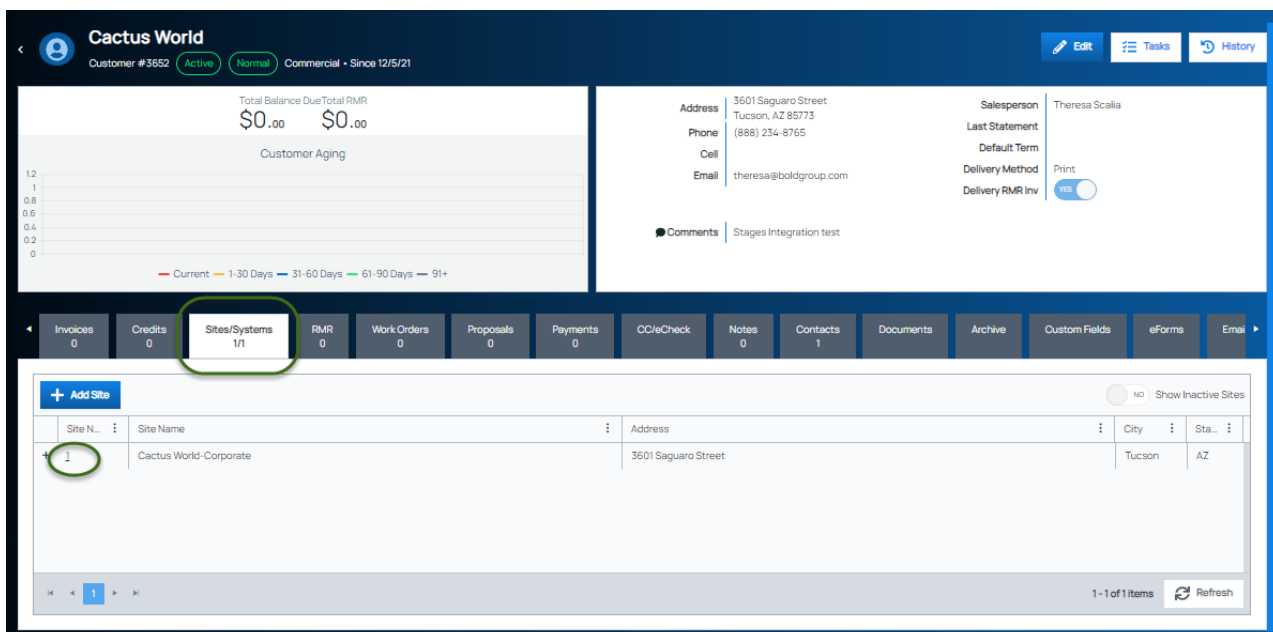 Cactus World
Customer #3652 Active Normal Commercial • Since 12/5/21
Edit Tasks History
Total Balance Due Total RMR
$0.00 $0.00
Customer Aging
1.2
1
0.8
0.6
0.4
0.2
0
Current 1-30 Days 31-60 Days 61-90 Days 91+
Address 3601 Saguaro Street
Tucson, AZ 85773
Phone (888) 234-8765
Cell
Email theresa@boldgroup.com
Comments Stages Integration test
Salesperson Theresa Scalia
Last Statement
Default Term
Delivery Method Print
Delivery RMR Inv YES
Invoices Credits Sites/Systems RMR Work Orders Proposals Payments CC/eCheck Notes Contacts Documents Archive Custom Fields eForms Emai
0 0 1/1 0 0 0 0 0 1
+ Add Site NO Show Inactive Sites
Site N... Site Name Address City Sta...
+ 1 Cactus World-Corporate 3601 Saguaro Street Tucson AZ
1 1 - 1 of 1 items Refresh